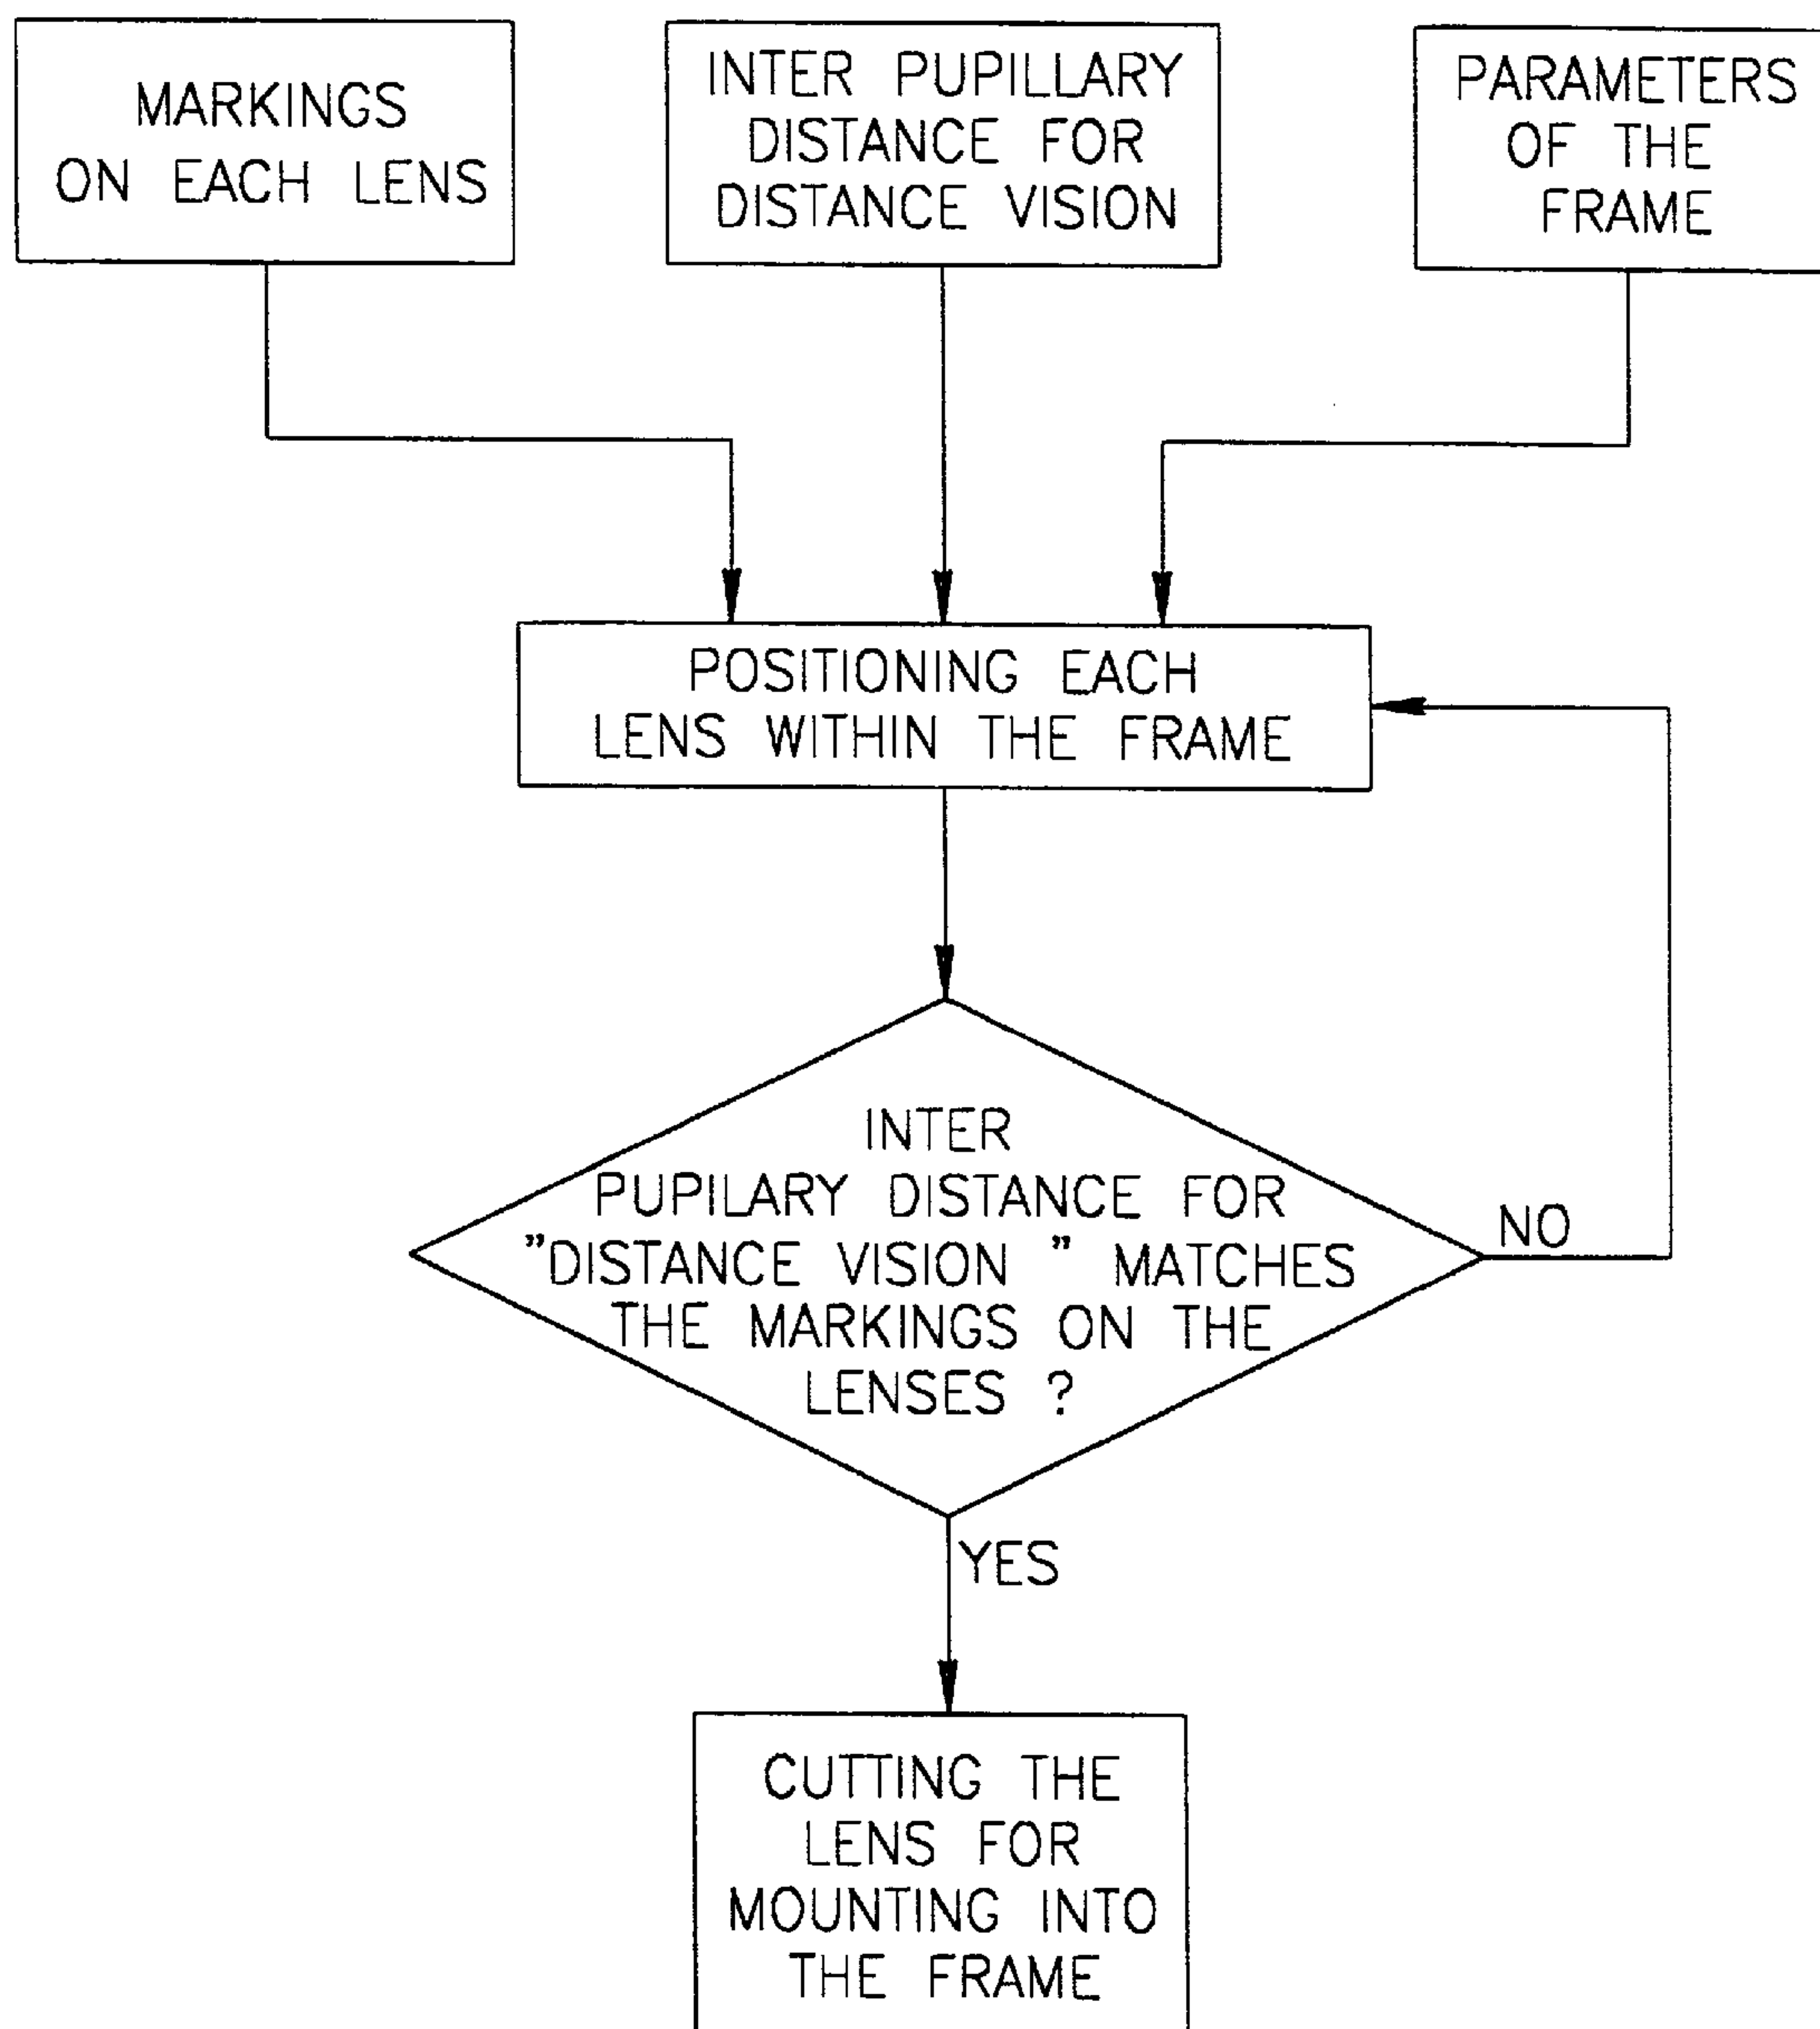 MARKINGS
ON EACH LENS
INTER PUPILLARY
DISTANCE FOR
DISTANCE VISION
PARAMETERS
OF THE
FRAME
POSITIONING EACH
LENS WITHIN THE FRAME
INTER
PUPILARY DISTANCE FOR
"DISTANCE VISION " MATCHES
THE MARKINGS ON THE
LENSES ?
NO
YES
CUTTING THE
LENS FOR
MOUNTING INTO
THE FRAME